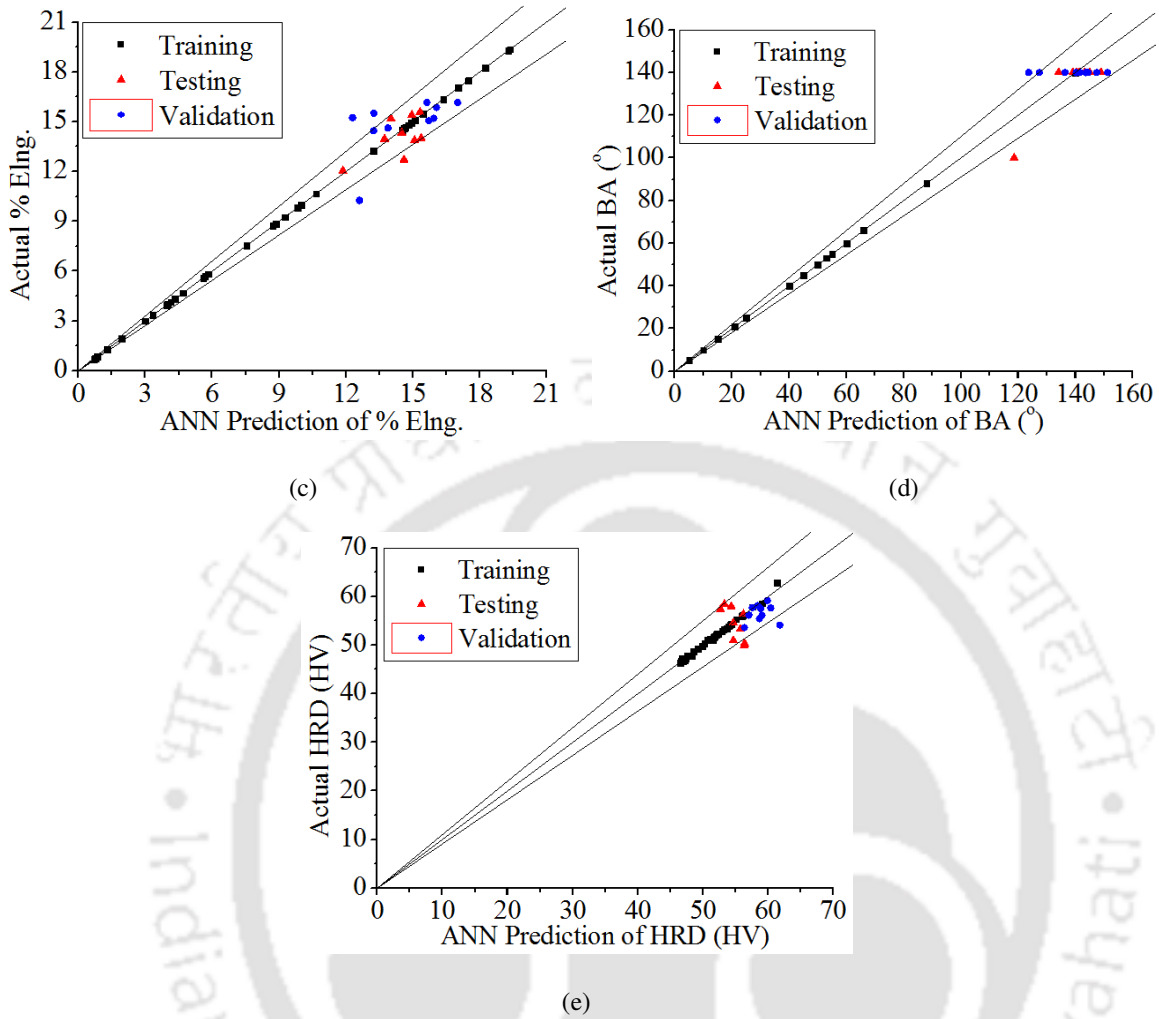 21
18
15
12
9
6
3
0
Actual % Elng.
Training
Testing
Validation
0 3 6 9 12 15 18 21
ANN Prediction of % Elng.
(c)
160
140
120
100
80
60
40
20
0
Actual BA (°)
Training
Testing
Validation
0 20 40 60 80 100 120 140 160
ANN Prediction of BA (°)
(d)
70
60
50
40
30
20
10
0
Actual HRD (HV)
Training
Testing
Validation
0 10 20 30 40 50 60 70
ANN Prediction of HRD (HV)
(e)
Indian